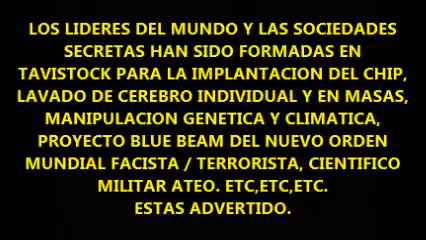 LOS LIDERES DEL MUNDO Y LAS SOCIEDADES
SECRETAS HAN SIDO FORMADAS EN
TAVISTOCK PARA LA IMPLANTACION DEL CHIP,
LAVADO DE CEREBRO INDIVIDUAL Y EN MASAS,
MANIPULACION GENETICA Y CLIMATICA,
PROYECTO BLUE BEAM DEL NUEVO ORDEN
MUNDIAL FACISTA / TERRORISTA, CIENTIFICO
MILITAR ATEO. ETC,ETC,ETC.
ESTAS ADVERTIDO.